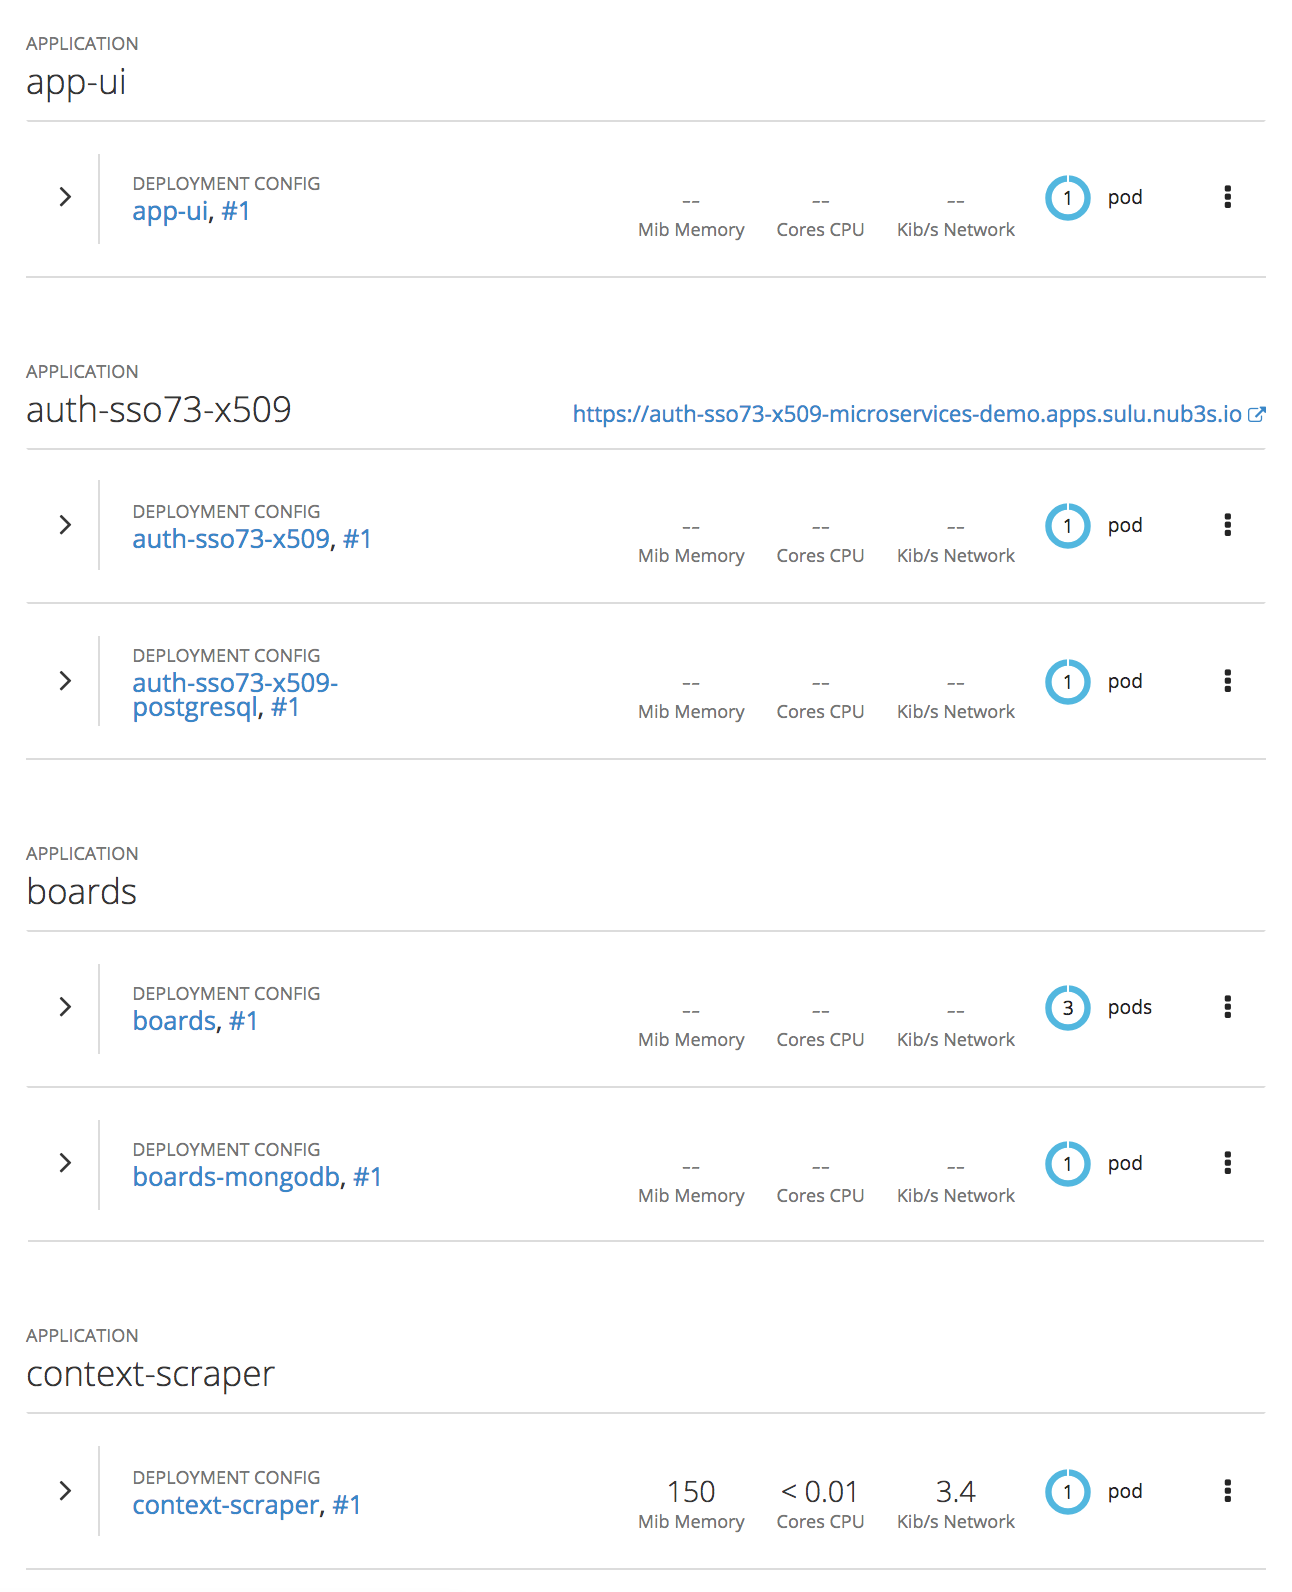 APPLICATION
app-ui
DEPLOYMENT CONFIG
app-ui, #1
-- -- --
Mib Memory Cores CPU Kib/s Network
1 pod
APPLICATION
auth-sso73-x509
https://auth-sso73-x509-microservices-demo.apps.sulu.nub3s.io
DEPLOYMENT CONFIG
auth-sso73-x509, #1
-- -- --
Mib Memory Cores CPU Kib/s Network
1 pod
DEPLOYMENT CONFIG
auth-sso73-x509-
postgresql, #1
-- -- --
Mib Memory Cores CPU Kib/s Network
1 pod
APPLICATION
boards
DEPLOYMENT CONFIG
boards, #1
-- -- --
Mib Memory Cores CPU Kib/s Network
3 pods
DEPLOYMENT CONFIG
boards-mongodb, #1
-- -- --
Mib Memory Cores CPU Kib/s Network
1 pod
APPLICATION
context-scraper
DEPLOYMENT CONFIG
context-scraper, #1
150 < 0.01 3.4
Mib Memory Cores CPU Kib/s Network
1 pod